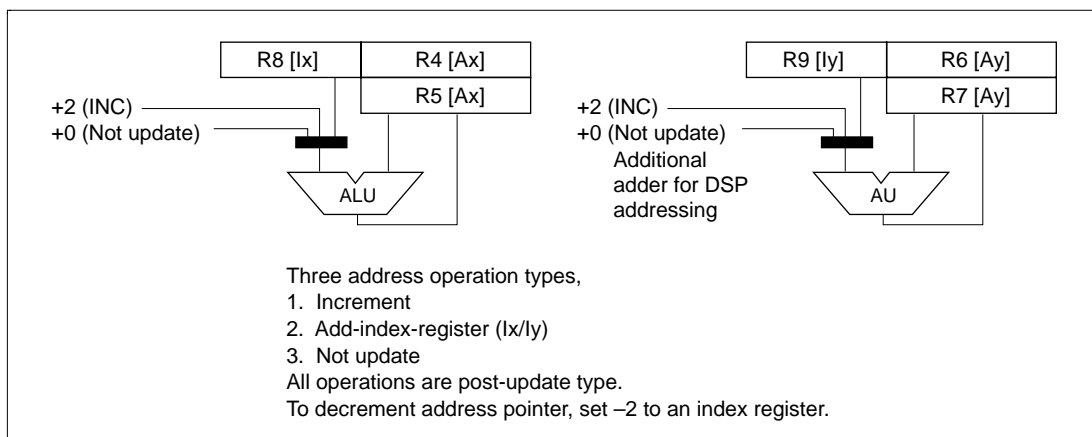 R8 [Ix]
R4 [Ax]
R5 [Ax]
+2 (INC)
+0 (Not update)
ALU
R9 [Iy]
R6 [Ay]
R7 [Ay]
+2 (INC)
+0 (Not update)
Additional
adder for DSP
addressing
AU
Three address operation types,
1. Increment
2. Add-index-register (Ix/Iy)
3. Not update
All operations are post-update type.
To decrement address pointer, set –2 to an index register.